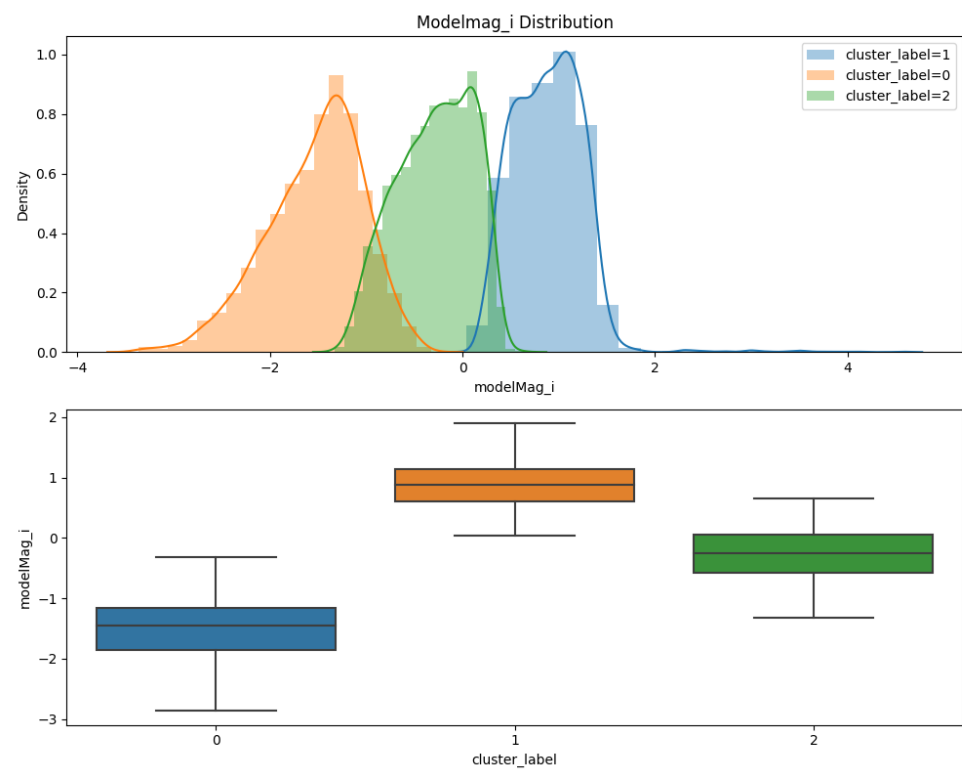 Modelmag_i Distribution
1.0
0.8
0.6
0.4
0.2
0.0
Density
cluster_label=1
cluster_label=0
cluster_label=2
−4
−2
0
2
4
modelMag_i
2
1
0
−1
−2
−3
modelMag_i
0
1
2
cluster_label